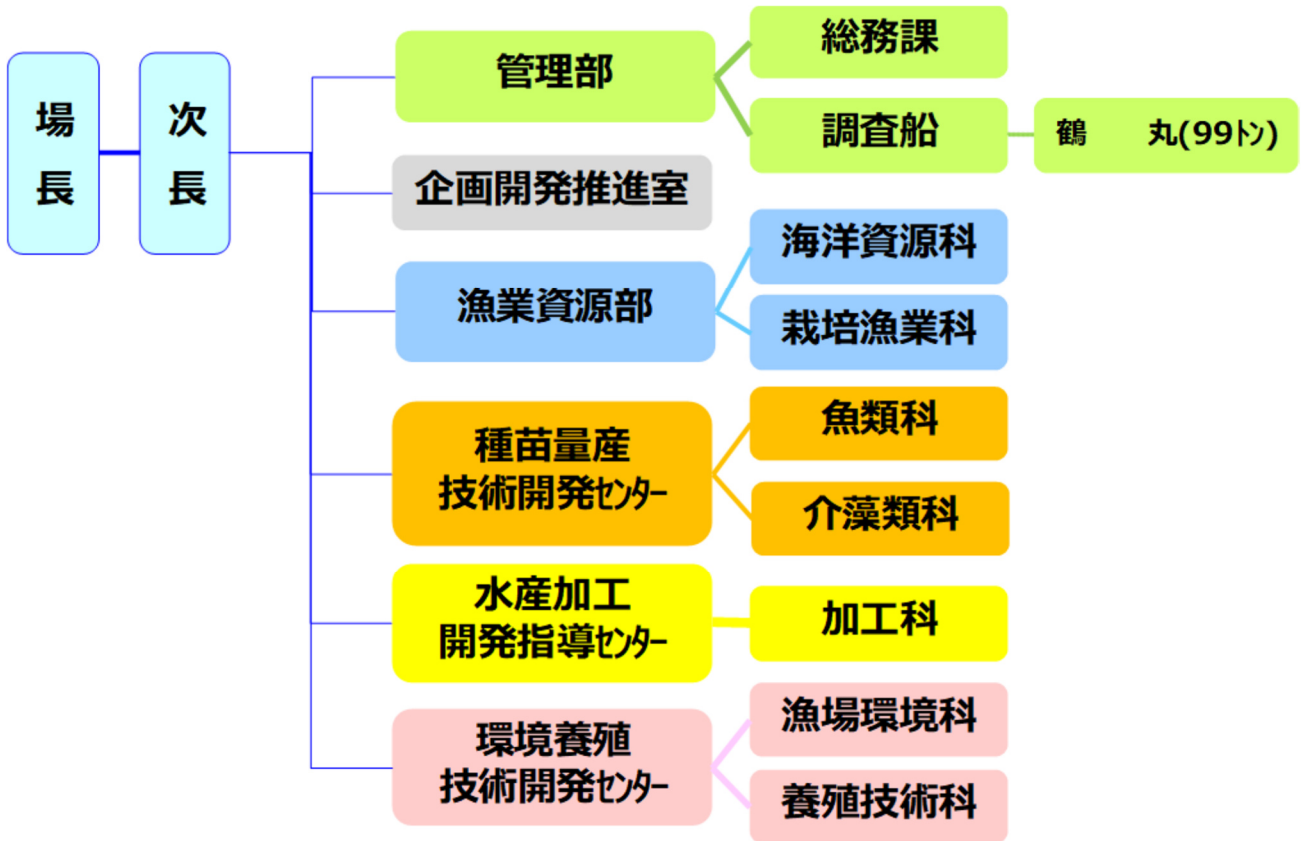 場長
次長
管理部
総務課
調査船
鶴　　丸(99ﾄﾝ)
企画開発推進室
漁業資源部
海洋資源科
栽培漁業科
種苗量産
技術開発ｾﾝﾀｰ
魚類科
介藻類科
水産加工
開発指導ｾﾝﾀｰ
加工科
環境養殖
技術開発ｾﾝﾀｰ
漁場環境科
養殖技術科